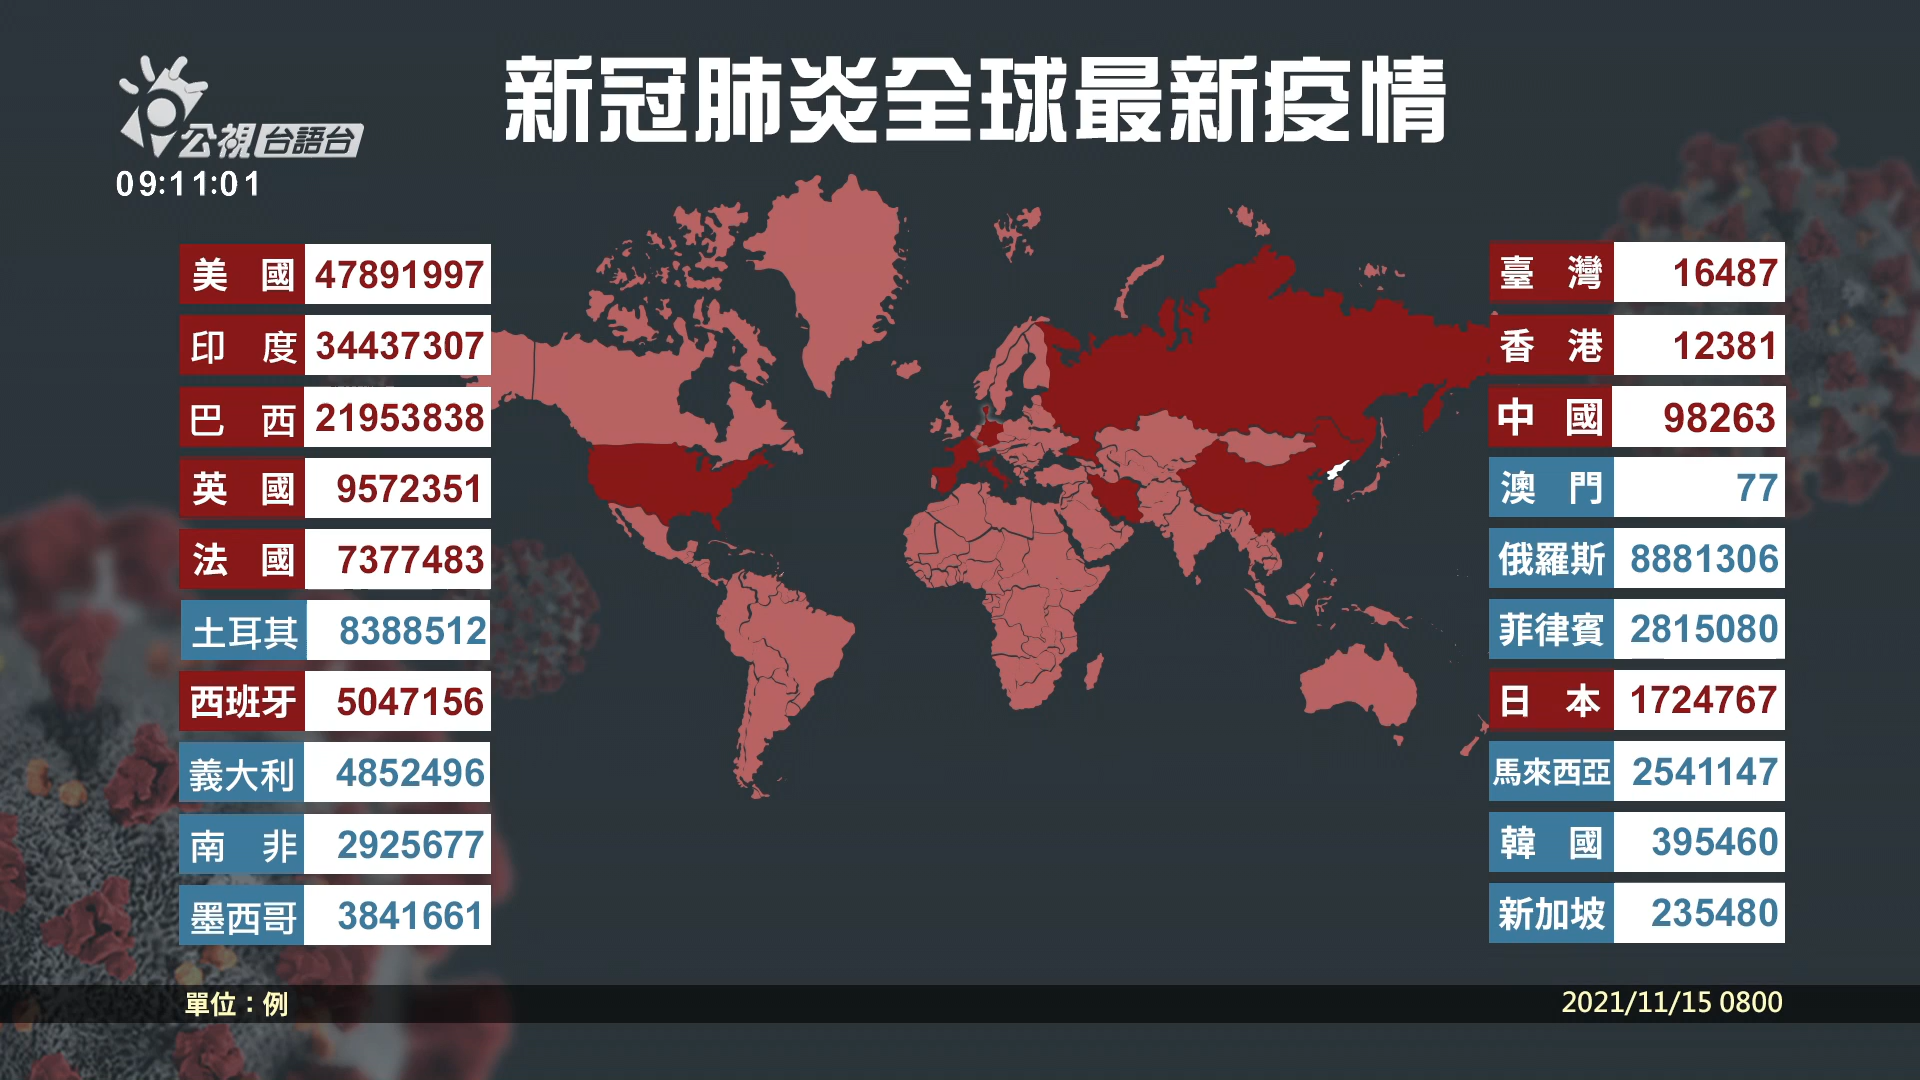 新冠肺炎全球最新疫情
公視台語台
09:11:01
美國 47891997
印度 34437307
巴西 21953838
英國 9572351
法國 7377483
土耳其 8388512
西班牙 5047156
義大利 4852496
南非 2925677
墨西哥 3841661
臺灣 16487
香港 12381
中國 98263
澳門 77
俄羅斯 8881306
菲律賓 2815080
日本 1724767
馬來西亞 2541147
韓國 395460
新加坡 235480
單位：例
2021/11/15 0800